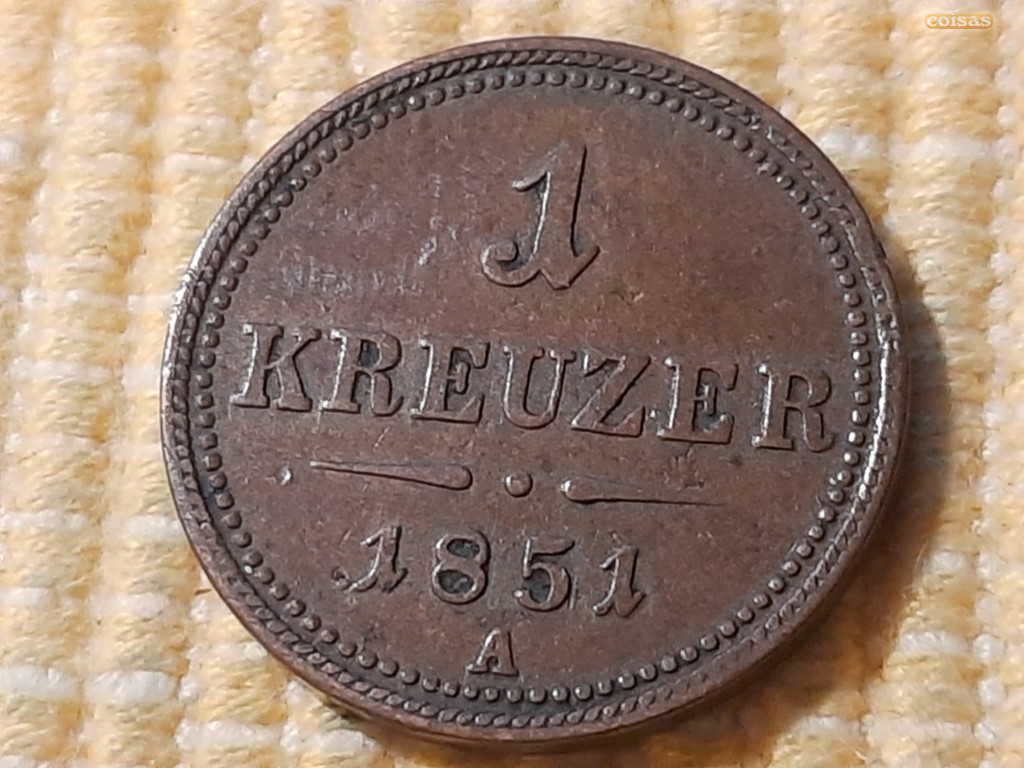 coisas
1
KREUZER
1851
A